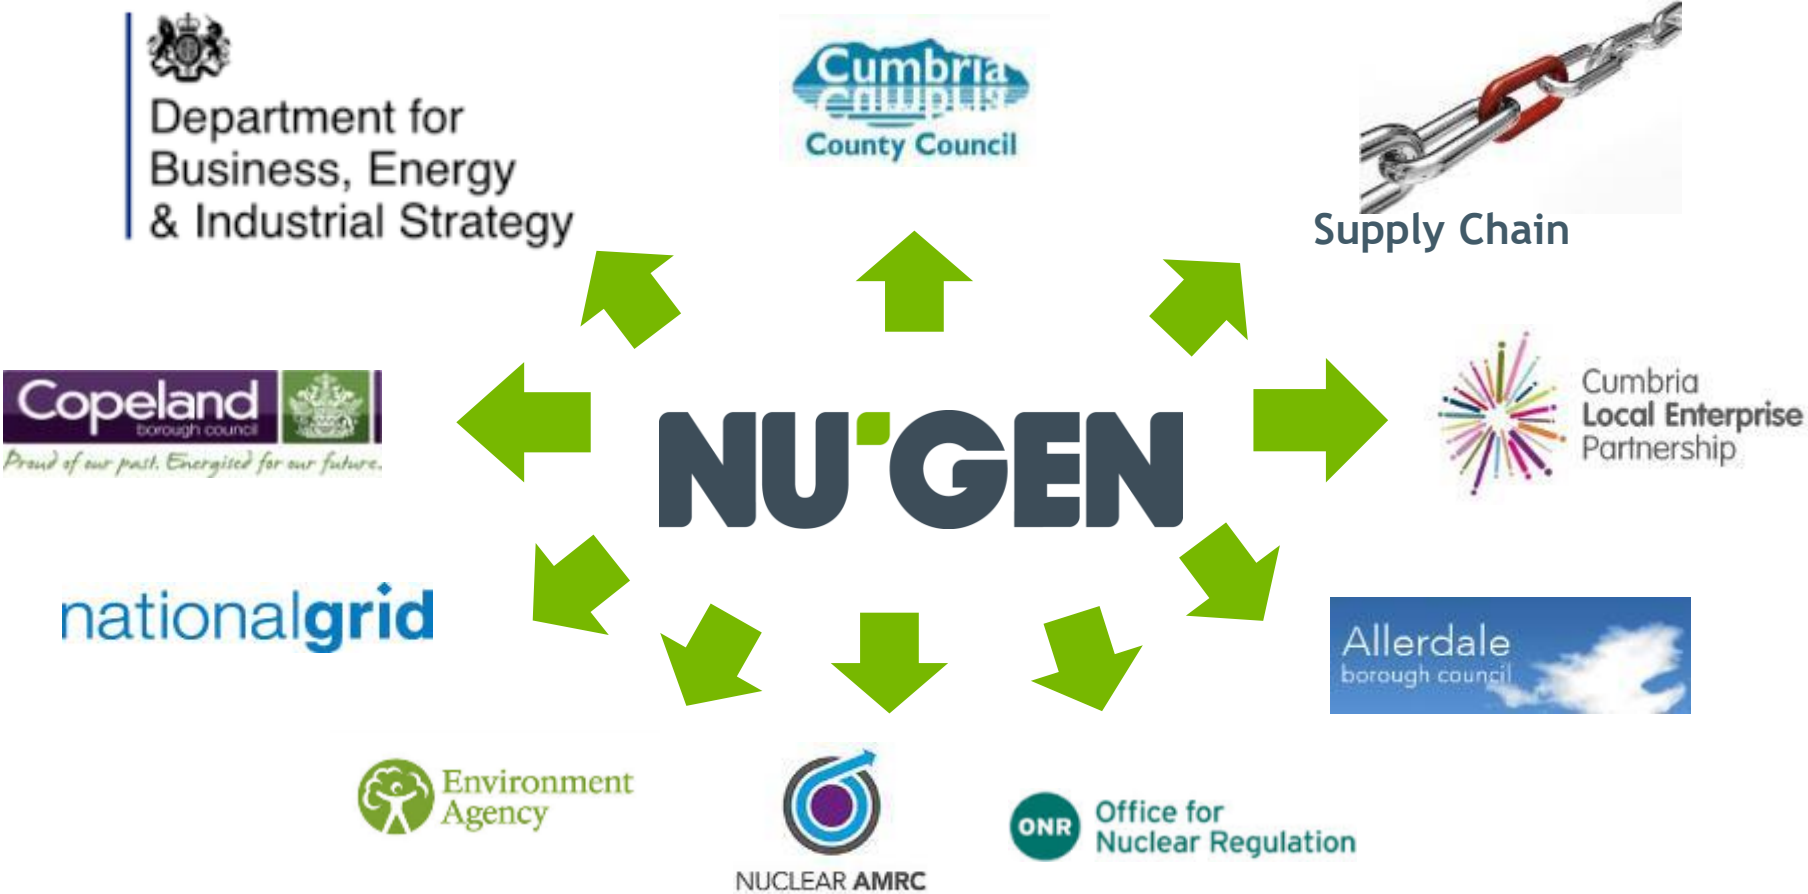 Department for
Business, Energy
& Industrial Strategy
Cumbria
County Council
Supply Chain
Copeland
borough council
Proud of our past. Energised for our future.
NU'GEN
Cumbria
Local Enterprise
Partnership
nationalgrid
Allerdale
borough council
Environment
Agency
NUCLEAR AMRC
ONR
Office for
Nuclear Regulation